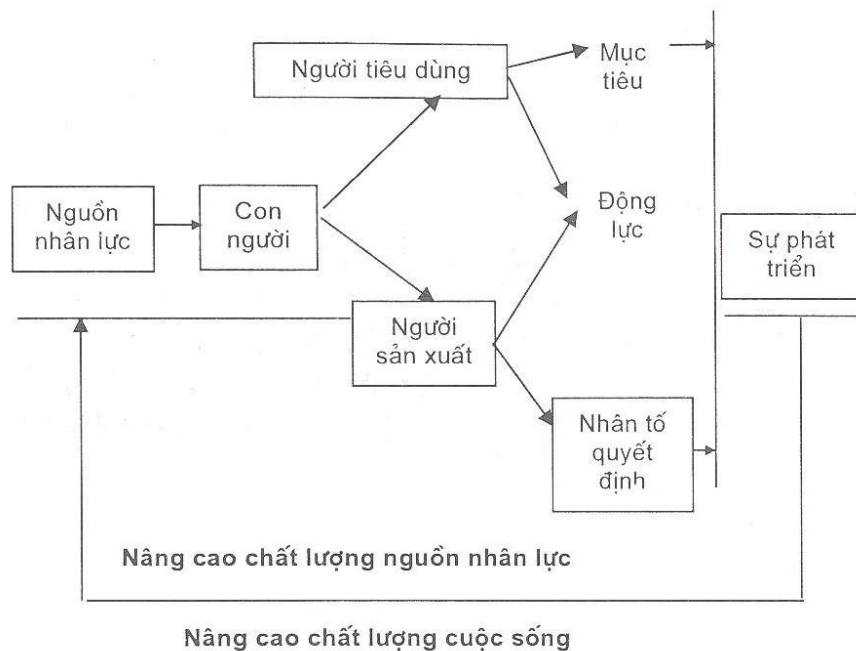 Người tiêu dùng
Mục
tiêu
Nguồn
nhân lực
Con
người
Động
lực
Sự phát
triển
Người
sản xuất
Nhân tố
quyết
định
Nâng cao chất lượng nguồn nhân lực
Nâng cao chất lượng cuộc sống